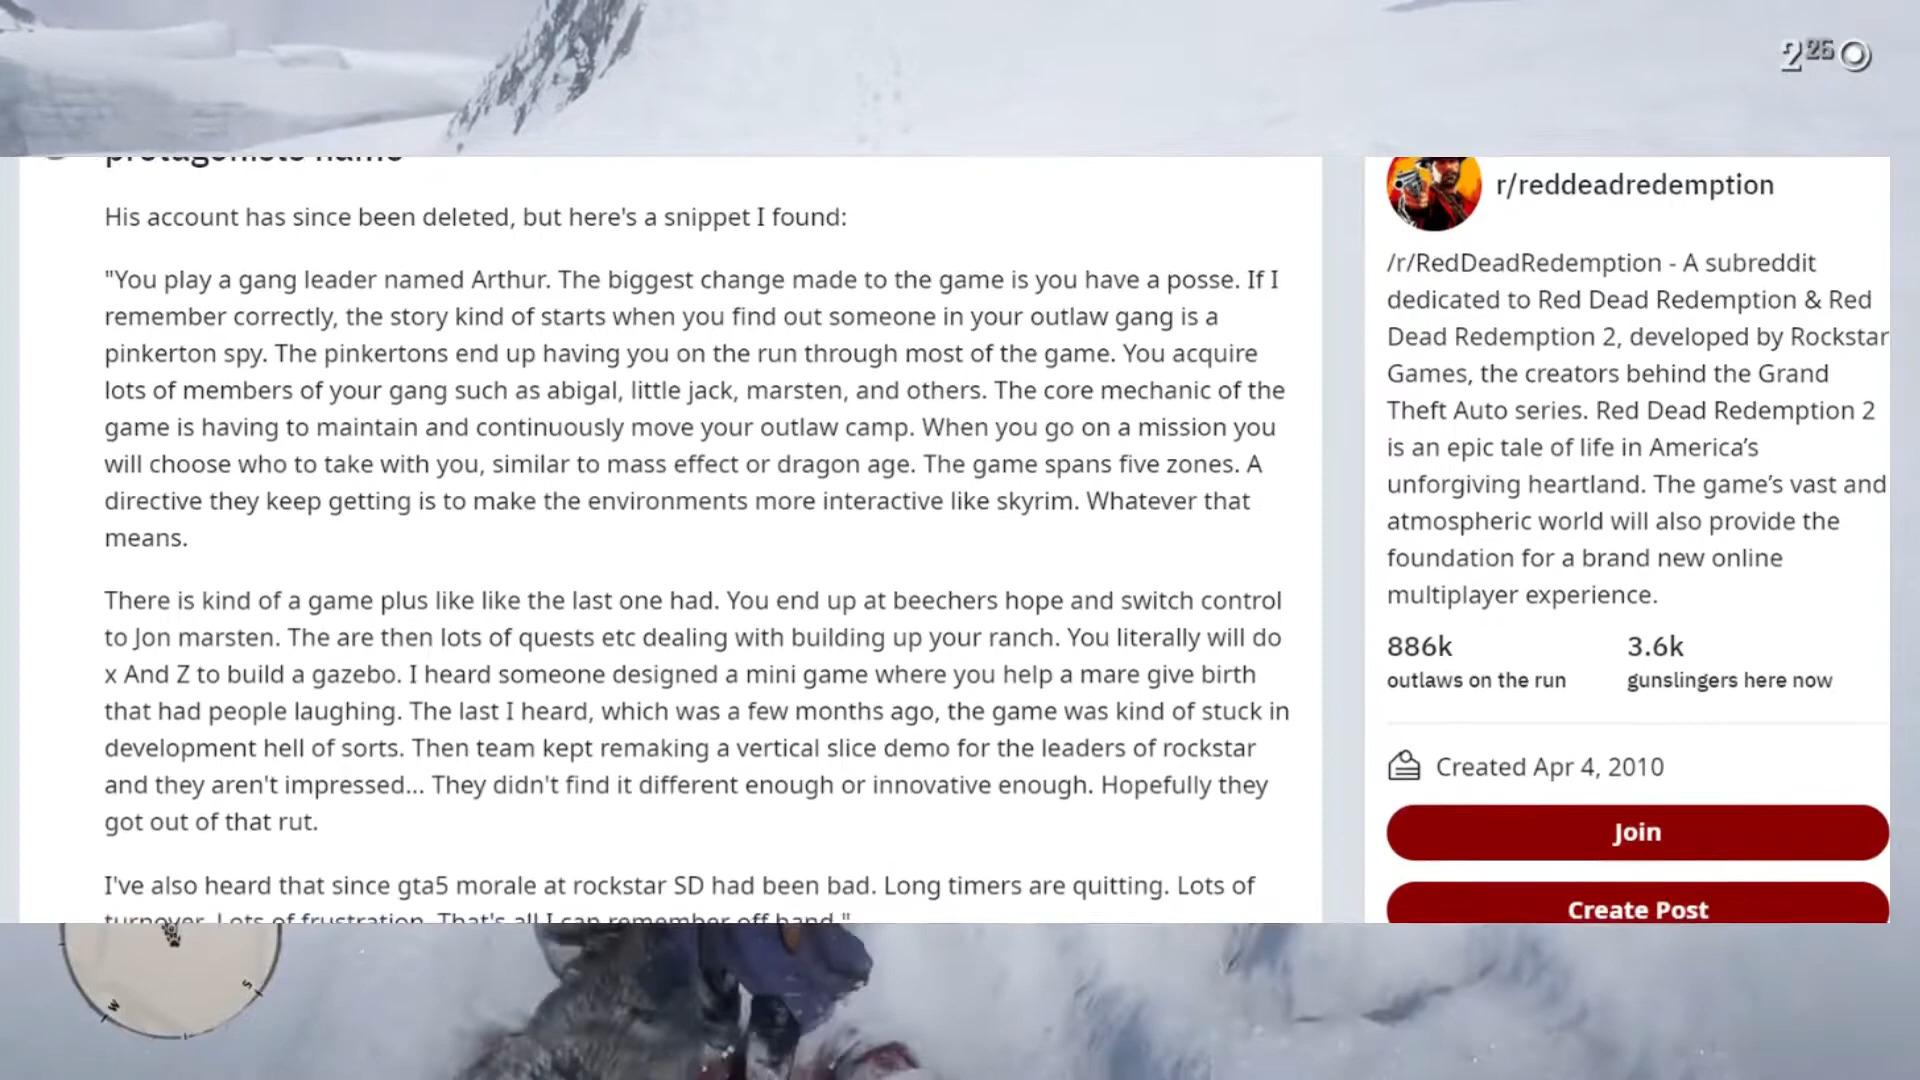 2 25
protagonists name
His account has since been deleted, but here's a snippet I found:
"You play a gang leader named Arthur. The biggest change made to the game is you have a posse. If I
remember correctly, the story kind of starts when you find out someone in your outlaw gang is a
pinkerton spy. The pinkertons end up having you on the run through most of the game. You acquire
lots of members of your gang such as abigal, little jack, marsten, and others. The core mechanic of the
game is having to maintain and continuously move your outlaw camp. When you go on a mission you
will choose who to take with you, similar to mass effect or dragon age. The game spans five zones. A
directive they keep getting is to make the environments more interactive like skyrim. Whatever that
means.
There is kind of a game plus like like the last one had. You end up at beechers hope and switch control
to Jon marsten. The are then lots of quests etc dealing with building up your ranch. You literally will do
x And Z to build a gazebo. I heard someone designed a mini game where you help a mare give birth
that had people laughing. The last I heard, which was a few months ago, the game was kind of stuck in
development hell of sorts. Then team kept remaking a vertical slice demo for the leaders of rockstar
and they aren't impressed... They didn't find it different enough or innovative enough. Hopefully they
got out of that rut.
I've also heard that since gta5 morale at rockstar SD had been bad. Long timers are quitting. Lots of
turnover. Lots of frustration. That's all I can remember off hand."
r/reddeadredemption
/r/RedDeadRedemption - A subreddit
dedicated to Red Dead Redemption & Red
Dead Redemption 2, developed by Rockstar
Games, the creators behind the Grand
Theft Auto series. Red Dead Redemption 2
is an epic tale of life in America's
unforgiving heartland. The game's vast and
atmospheric world will also provide the
foundation for a brand new online
multiplayer experience.
886k 3.6k
outlaws on the run gunslingers here now
Created Apr 4, 2010
Join
Create Post
W
S